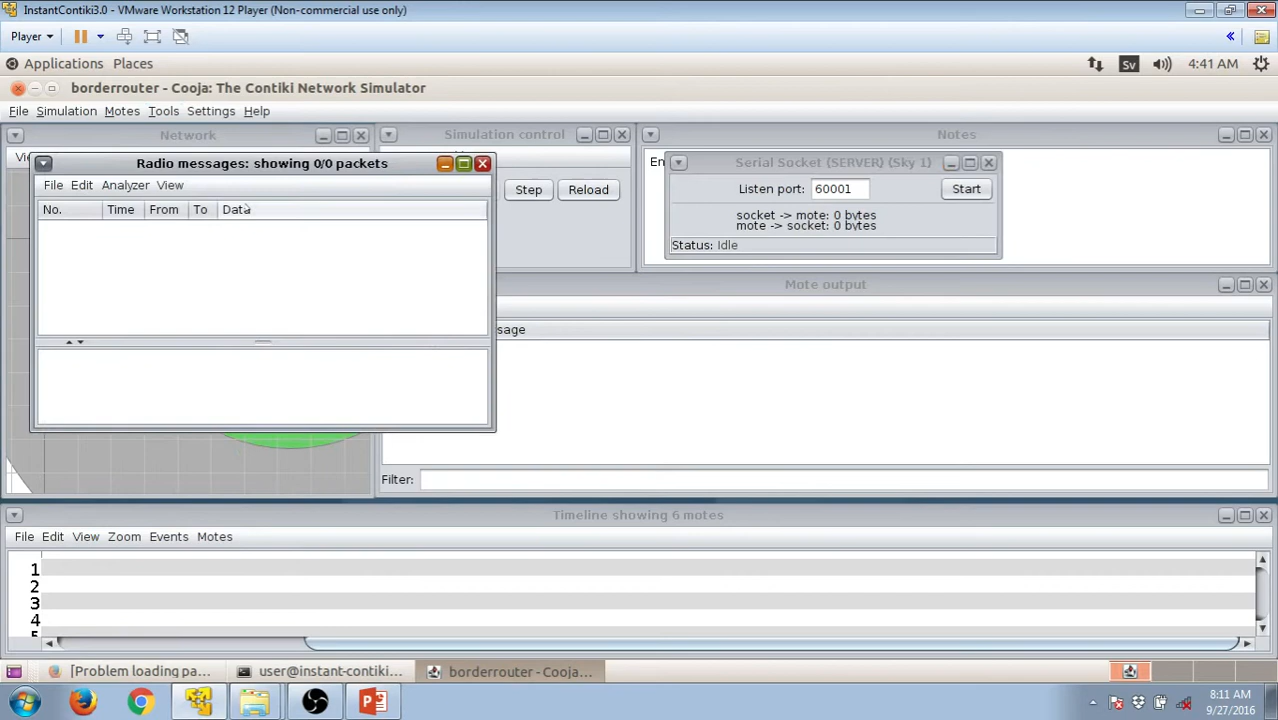 InstantContiki3.0 - VMware Workstation 12 Player (Non-commercial use only)
Player
Applications Places
Sv
4:41 AM
borderrouter - Cooja: The Contiki Network Simulator
File Simulation Motes Tools Settings Help
Network
Simulation control
Notes
Radio messages: showing 0/0 packets
File Edit Analyzer View
No. Time From To Data
Step Reload
En
Serial Socket (SERVER) (Sky 1)
Listen port: 60001 Start
socket -> mote: 0 bytes
mote -> socket: 0 bytes
Status: Idle
Mote output
sage
Filter:
Timeline showing 6 motes
File Edit View Zoom Events Motes
1
2
3
4
[Problem loading pa...
user@instant-contiki...
borderrouter - Cooja...
8:11 AM
9/27/2016